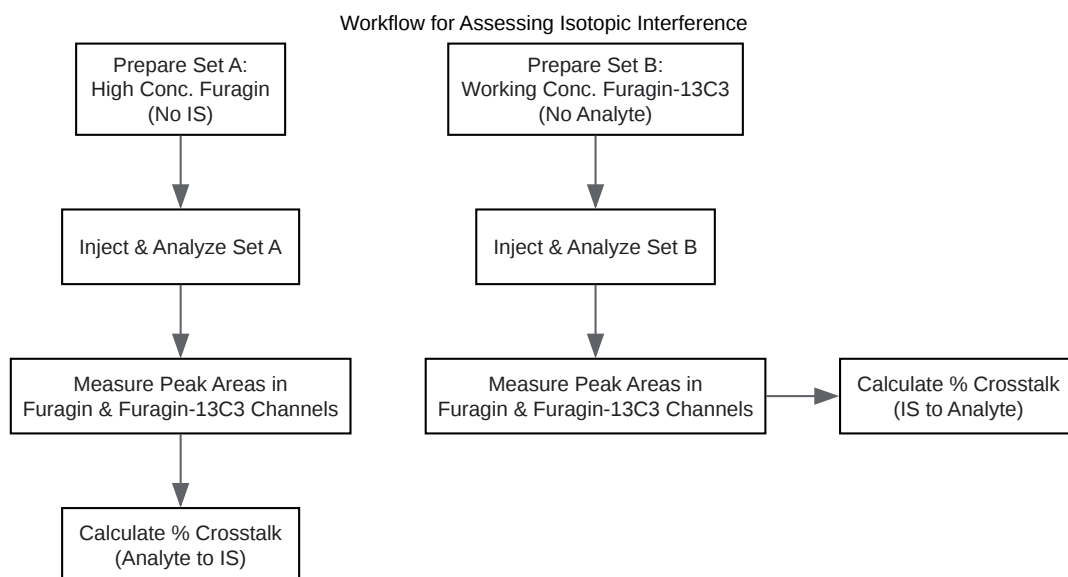 Workflow for Assessing Isotopic Interference
Prepare Set A:
High Conc. Furagin
(No IS)
Prepare Set B:
Working Conc. Furagin-13C3
(No Analyte)
Inject & Analyze Set A
Inject & Analyze Set B
Measure Peak Areas in
Furagin & Furagin-13C3 Channels
Measure Peak Areas in
Furagin & Furagin-13C3 Channels
Calculate % Crosstalk
(IS to Analyte)
Calculate % Crosstalk
(Analyte to IS)